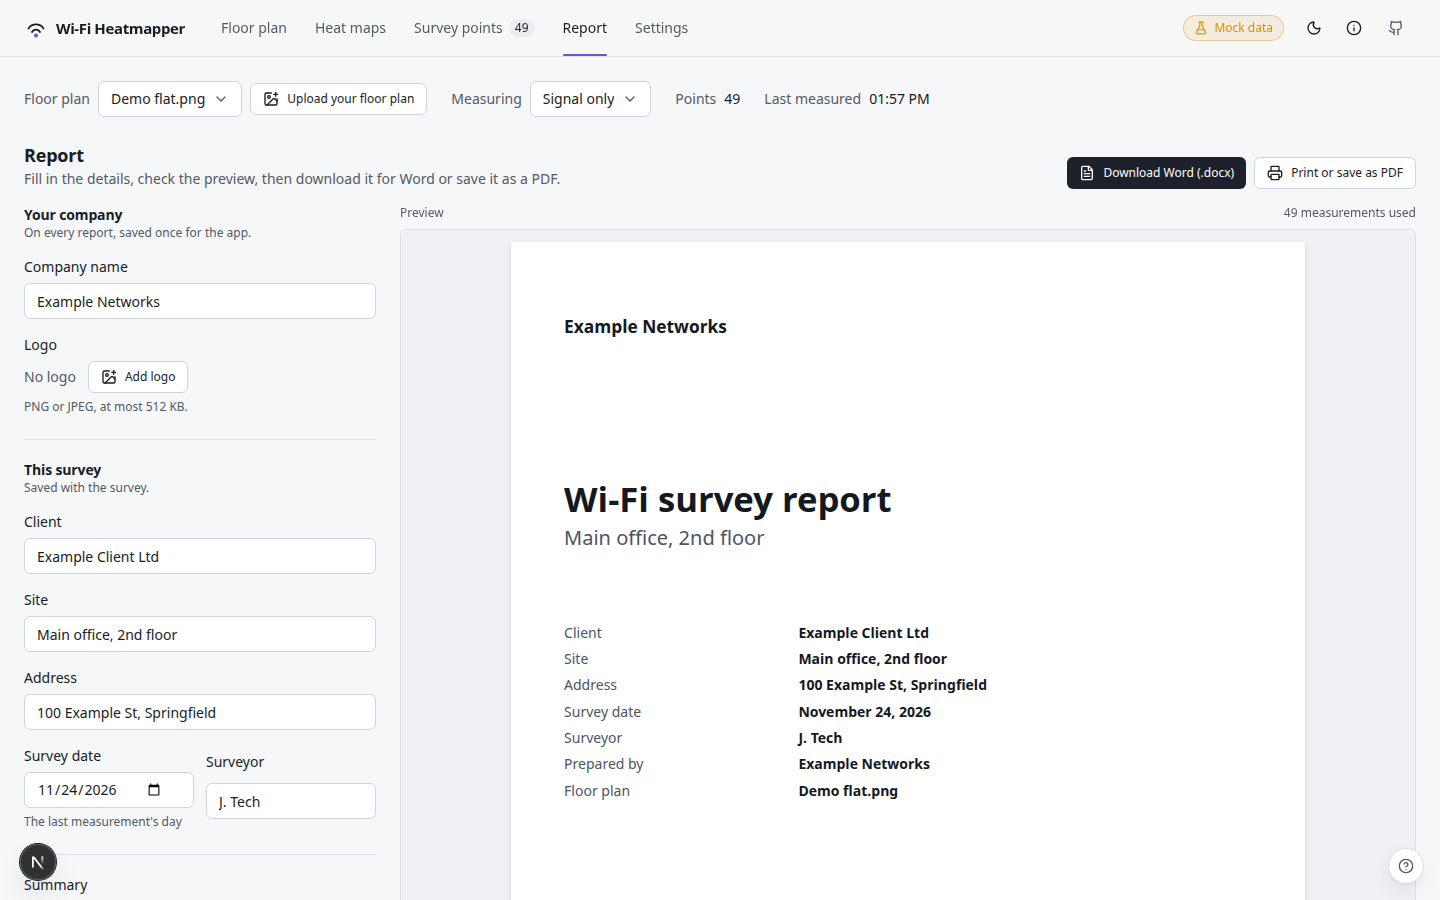 Wi-Fi Heatmapper
Floor plan
Heat maps
Survey points 49
Report
Settings
Mock data
Floor plan Demo flat.png
Upload your floor plan
Measuring Signal only
Points 49
Last measured 01:57 PM
Report
Fill in the details, check the preview, then download it for Word or save it as a PDF.
Download Word (.docx)
Print or save as PDF
Your company
On every report, saved once for the app.
Company name
Example Networks
Logo
No logo
Add logo
PNG or JPEG, at most 512 KB.
This survey
Saved with the survey.
Client
Example Client Ltd
Site
Main office, 2nd floor
Address
100 Example St, Springfield
Survey date
11/24/2026
The last measurement's day
Surveyor
J. Tech
N
Summary
Preview
49 measurements used
Example Networks
Wi-Fi survey report
Main office, 2nd floor
Client Example Client Ltd
Site Main office, 2nd floor
Address 100 Example St, Springfield
Survey date November 24, 2026
Surveyor J. Tech
Prepared by Example Networks
Floor plan Demo flat.png